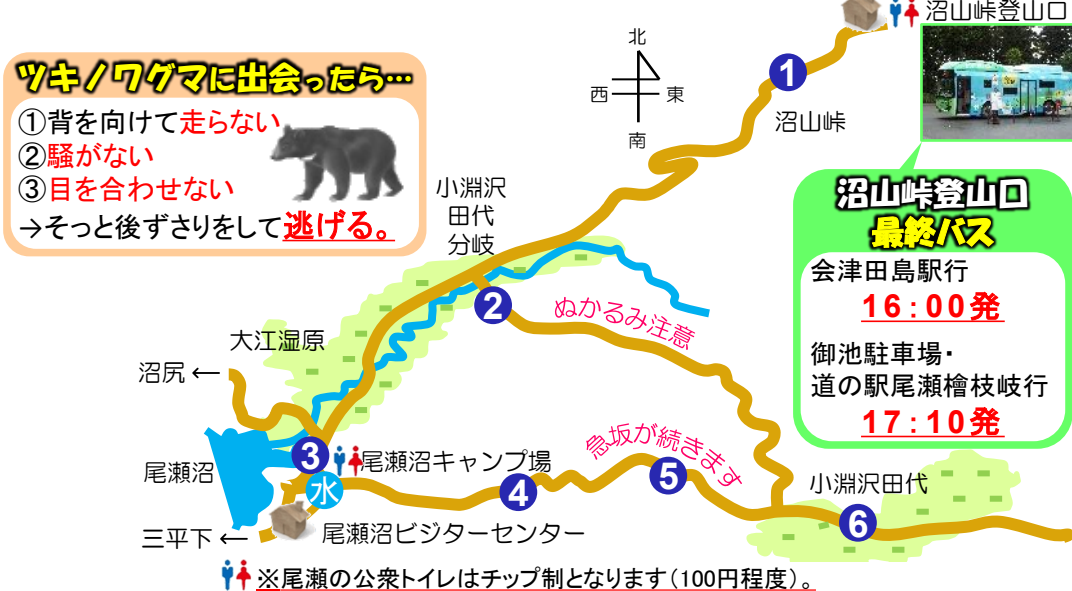 沼山峠登山口
ツキノワグマに出会ったら…
①背を向けて走らない
②騒がない
③目を合わせない
→そっと後ずさりをして逃げる。
北
西
東
南
1
沼山峠
小淵沢
田代
分岐
沼山峠登山口
最終バス
会津田島駅行
16:00発
御池駐車場・
道の駅尾瀬檜枝岐行
17:10発
2
ぬかるみ注意
大江湿原
沼尻←
3
尾瀬沼キャンプ場
急坂が続きます
尾瀬沼
水
4
5
小淵沢田代
6
尾瀬沼ビジターセンター
三平下←
※尾瀬の公衆トイレはチップ制となります(100円程度)。